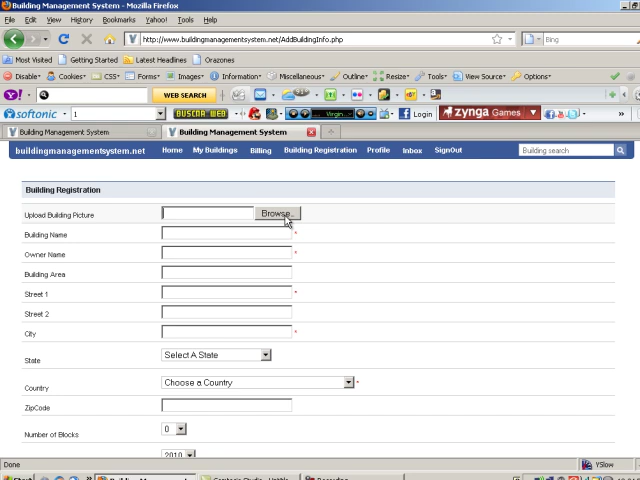 Building Management System - Mozilla Firefox
File Edit View History Bookmarks Yahoo! Tools Help
http://www.buildingmanagementsystem.net/AddBuildingInfo.php
Bing
Most Visited Getting Started Latest Headlines Orazones
Disable Cookies CSS Forms Images Information Miscellaneous Outline Resize Tools View Source Options
Y! WEB SEARCH
softonic 1 BUSCAR WEB Virgin... Login zynga Games
Building Management System
Building Management System
buildingmanagementsystem.net Home My Buildings Billing Building Registration Profile Inbox SignOut Building search
Building Registration
Upload Building Picture Browse...
Building Name *
Owner Name *
Building Area
Street 1 *
Street 2
City *
State Select A State
Country Choose a Country *
ZipCode
Number of Blocks 0
2010
Done YSlow